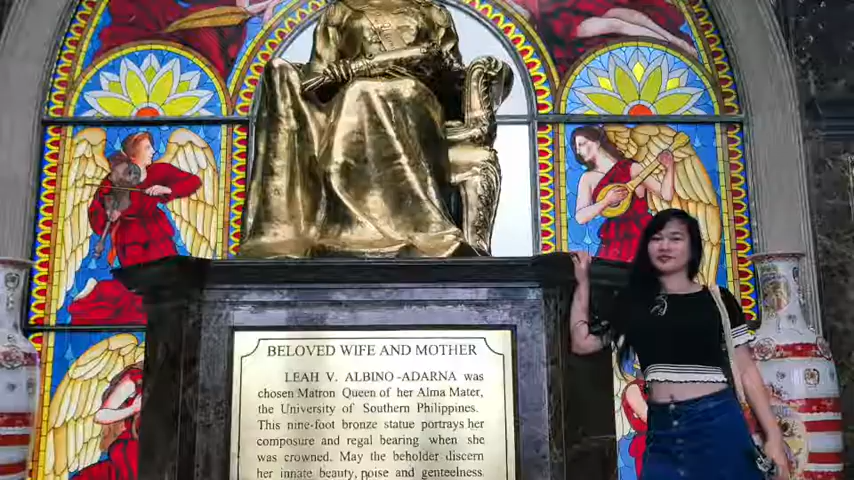 BELOVED WIFE AND MOTHER
LEAH V. ALBINO-ADARNA was
chosen Matron Queen of her Alma Mater,
the University of Southern Philippines.
This nine-foot bronze statue portrays her
composure and regal bearing when she
was crowned. May the beholder discern
her innate beauty, poise and genteelness.